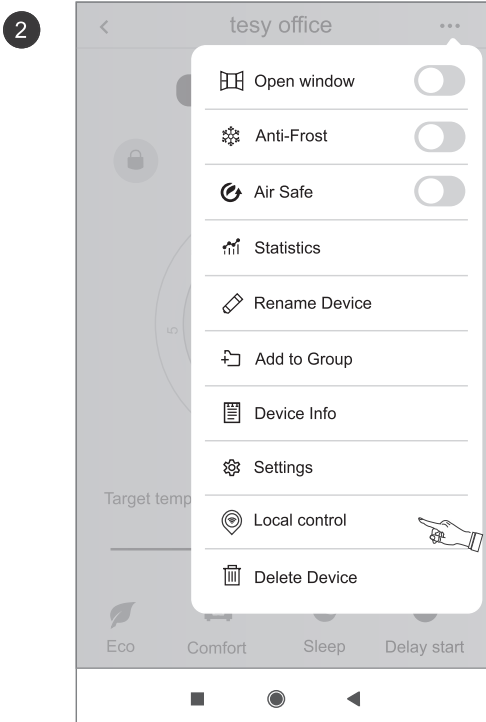 2
tesy office
Open window
Anti-Frost
Air Safe
Statistics
5
Rename Device
Add to Group
Device Info
Settings
Target temp
Local control
Delete Device
Eco
Comfort
Sleep
Delay start